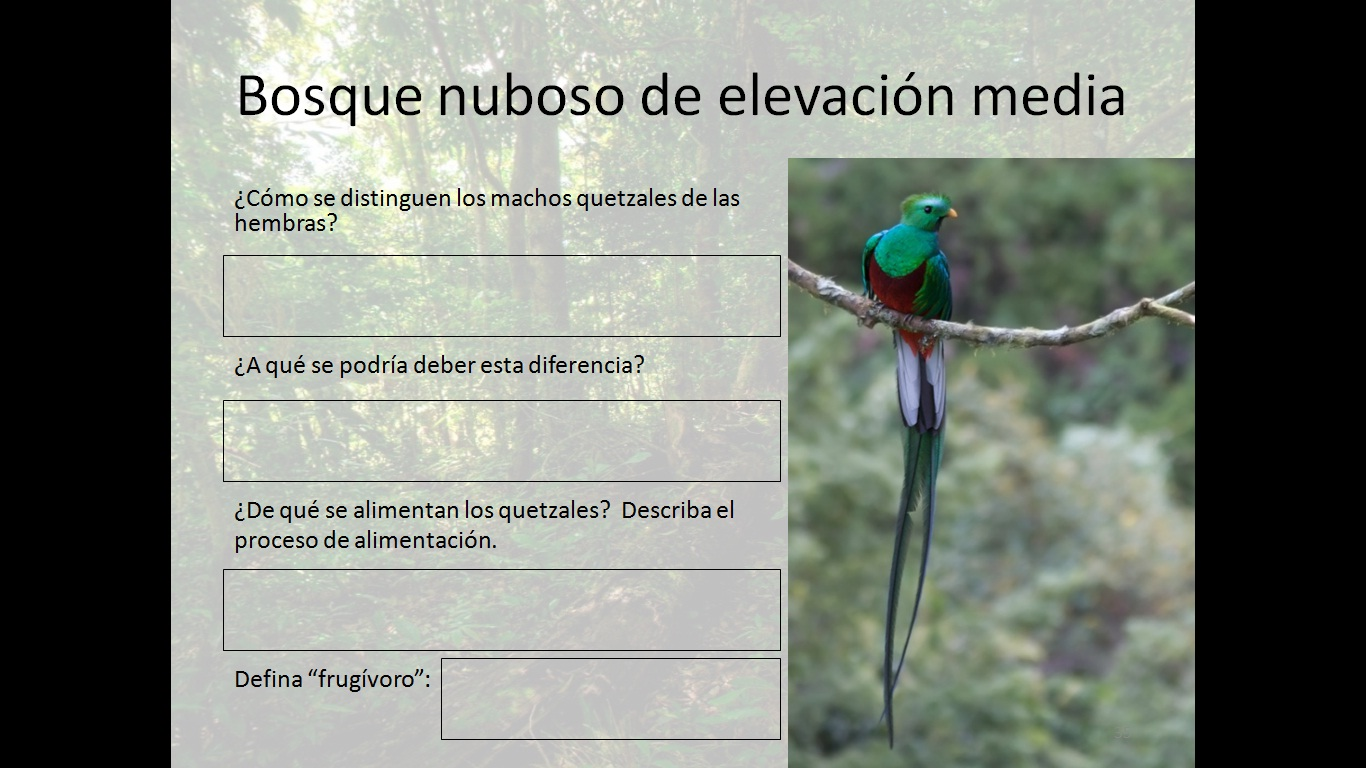 Bosque nuboso de elevación media
¿Cómo se distinguen los machos quetzales de las
hembras?
¿A qué se podría deber esta diferencia?
¿De qué se alimentan los quetzales?  Describa el
proceso de alimentación.
Defina “frugívoro”: